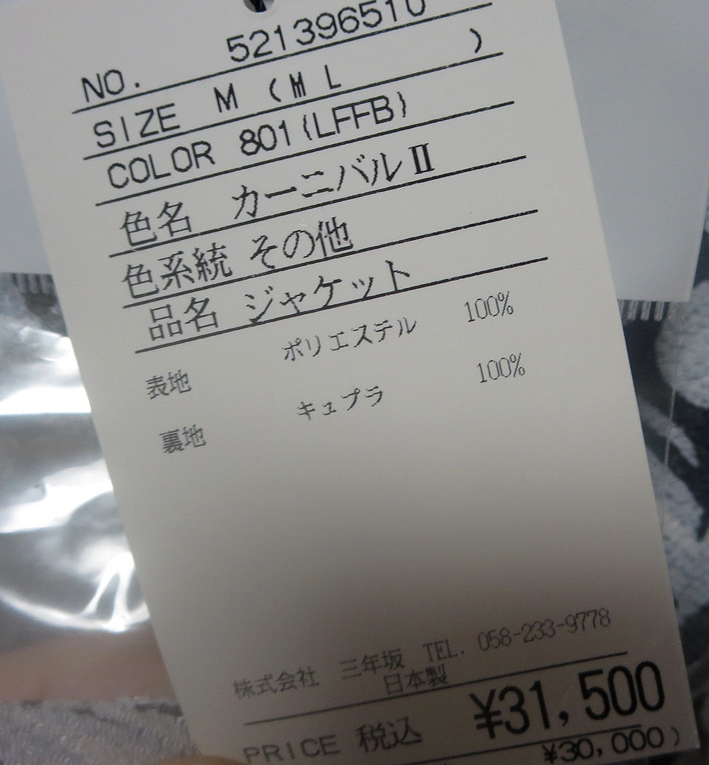 NO. 521396510
SIZE M (M L )
COLOR 801(LFFB)
色名 カーニバルⅡ
色系統 その他
品名 ジャケット
表地 ポリエステル 100%
裏地 キュプラ 100%
株式会社 三年坂 TEL. 058-233-9778
日本製
PRICE 税込 ¥31,500
¥30,000)